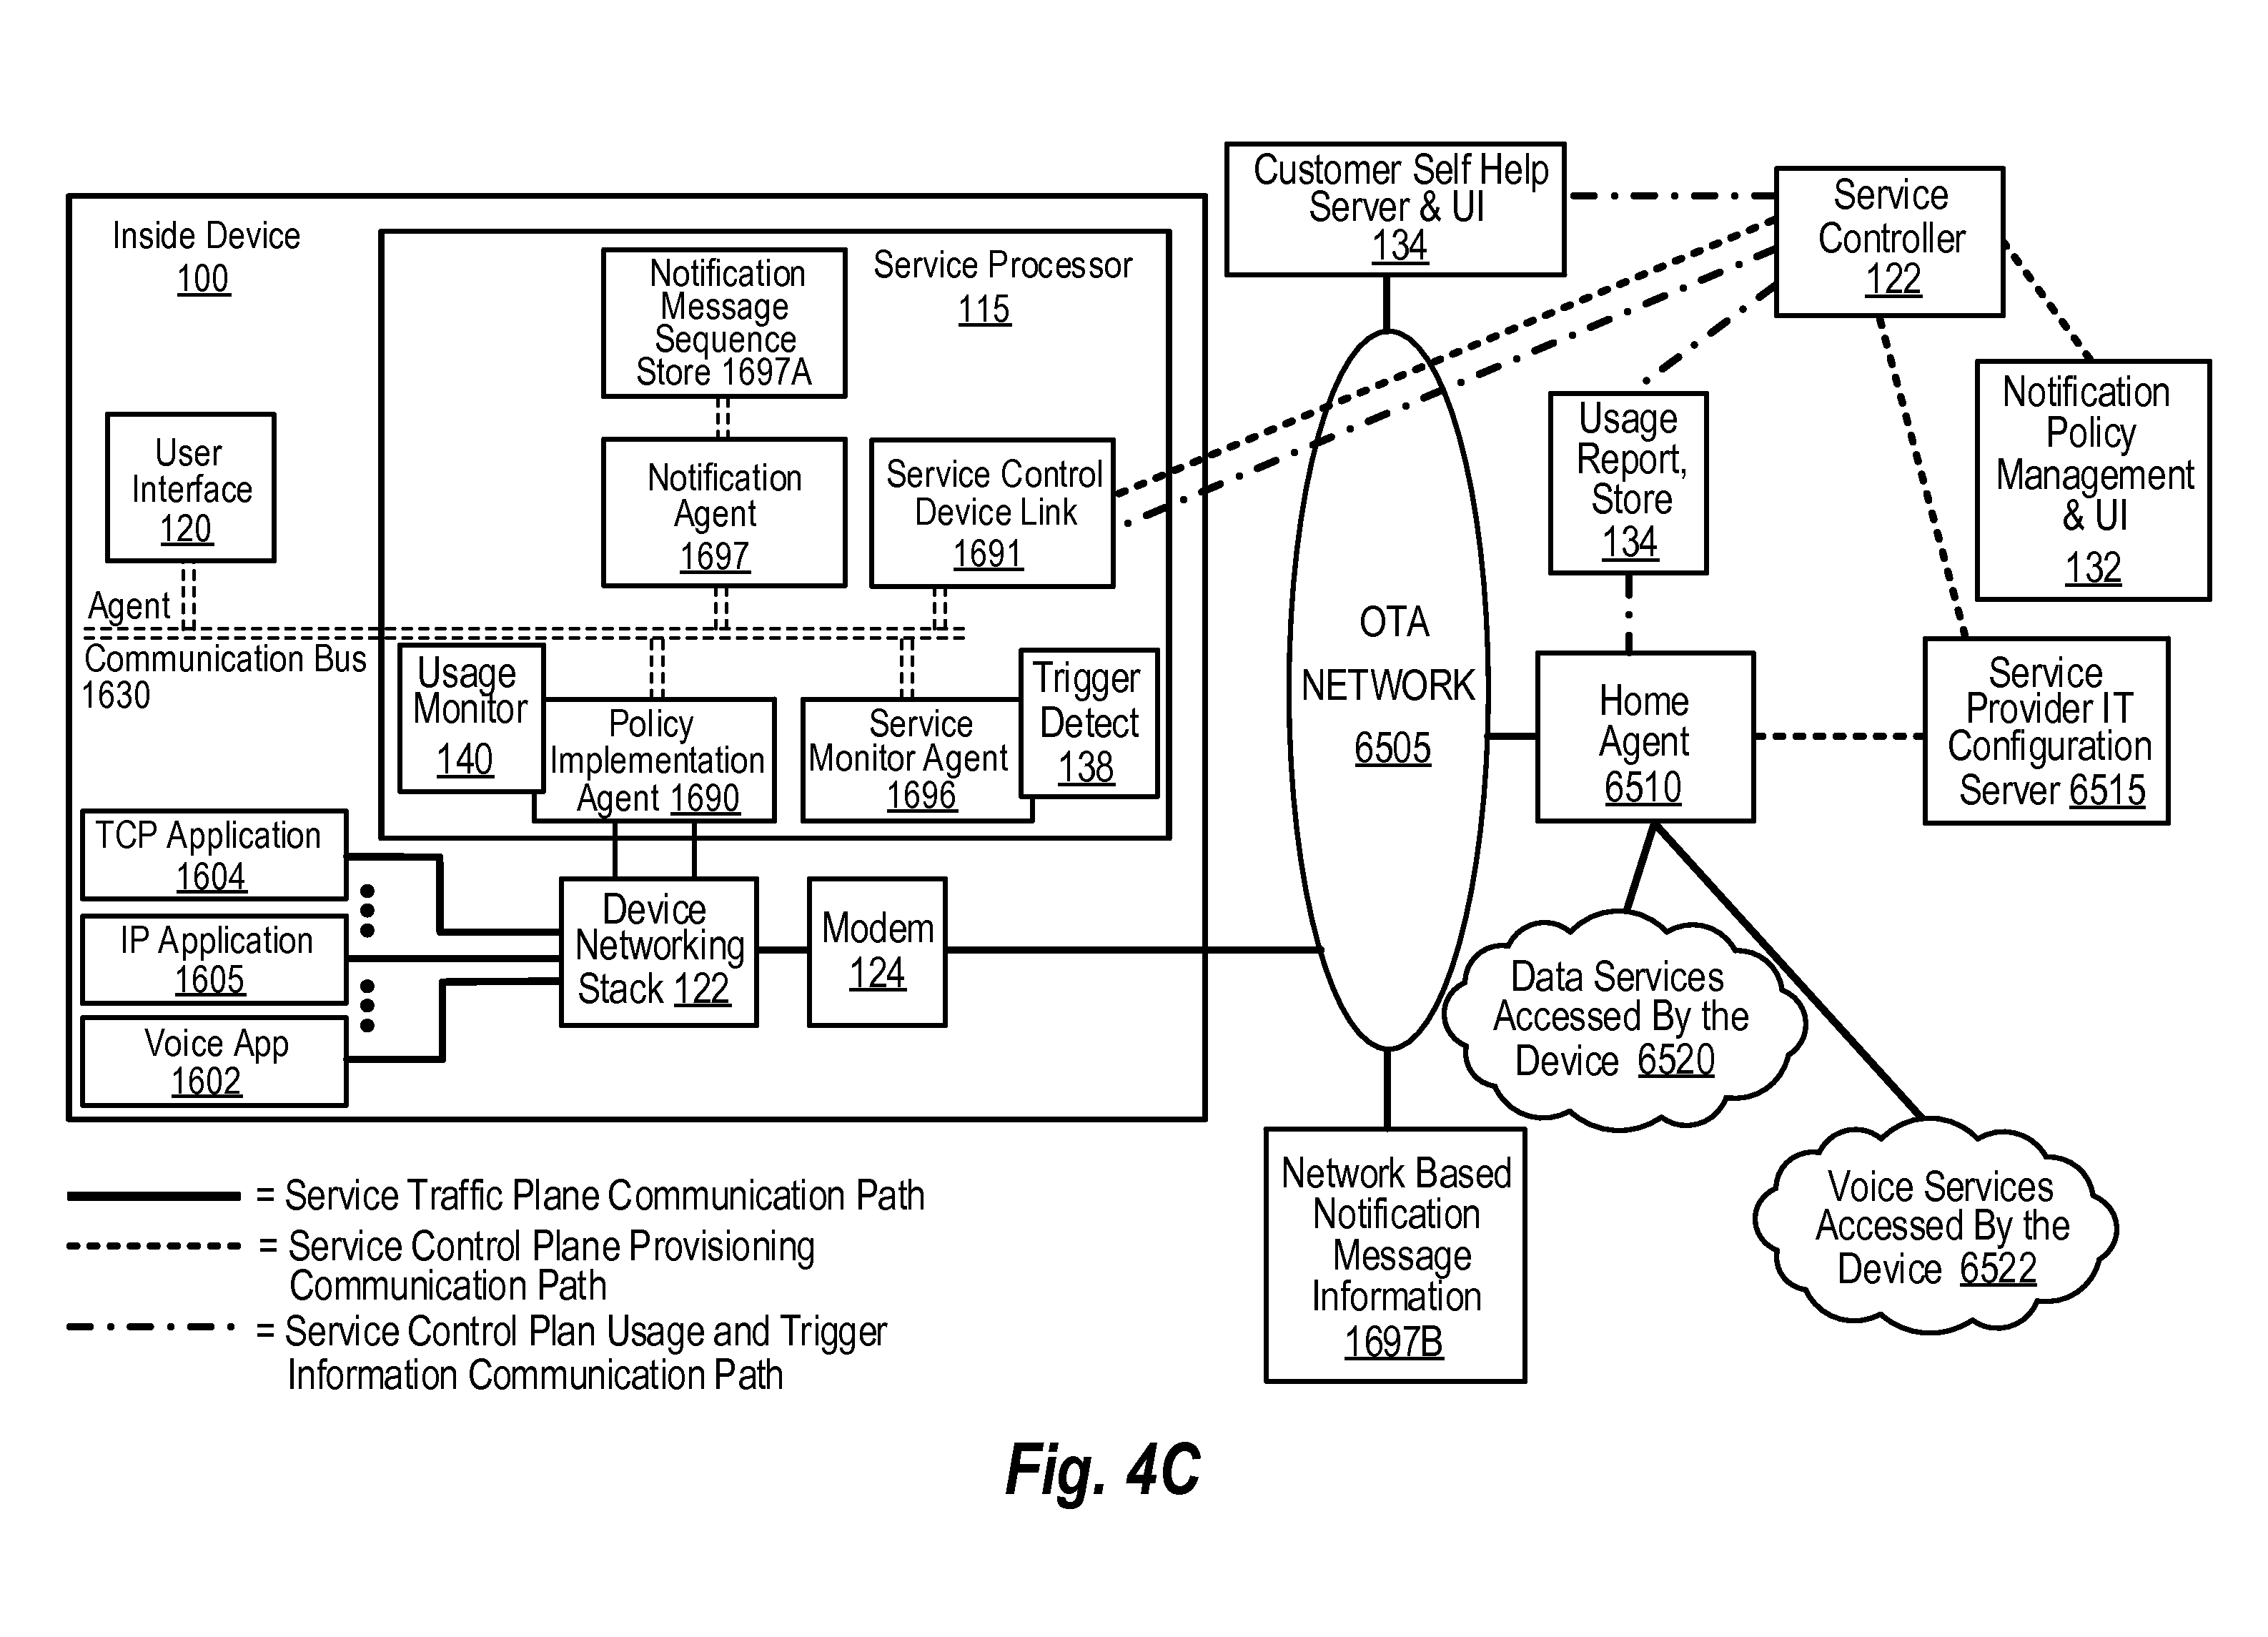 Inside Device
100
Service Processor
115
Notification
Message
Sequence
Store 1697A
User
Interface
120
Notification
Agent
1697
Service Control
Device Link
1691
Agent
Communication Bus
1630
Usage
Monitor
140
Policy
Implementation
Agent 1690
Service
Monitor Agent
1696
Trigger
Detect
138
TCP Application
1604
IP Application
1605
Voice App
1602
Device
Networking
Stack 122
Modem
124
Customer Self Help
Server & UI
134
Service
Controller
122
Usage
Report,
Store
134
Notification
Policy
Management
& UI
132
OTA
NETWORK
6505
Home
Agent
6510
Service
Provider IT
Configuration
Server 6515
Data Services
Accessed By the
Device 6520
Voice Services
Accessed By the
Device 6522
Network Based
Notification
Message
Information
1697B
= Service Traffic Plane Communication Path
= Service Control Plane Provisioning
Communication Path
= Service Control Plan Usage and Trigger
Information Communication Path
Fig. 4C